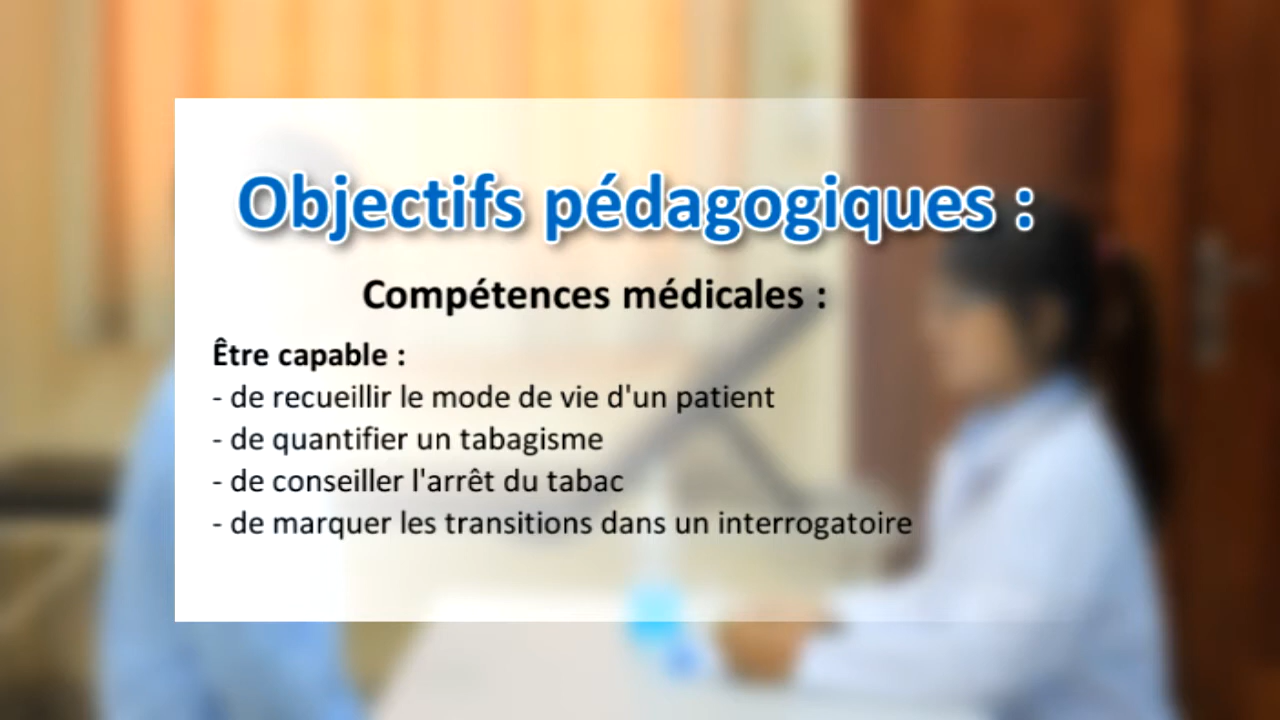 Objectifs pédagogiques :
Compétences médicales :
Être capable :
- de recueillir le mode de vie d'un patient
- de quantifier un tabagisme
- de conseiller l'arrêt du tabac
- de marquer les transitions dans un interrogatoire